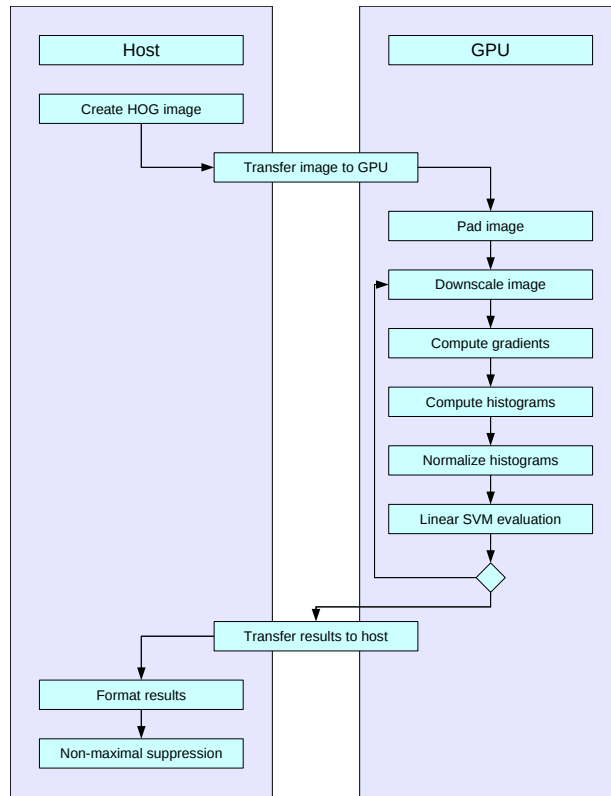 Host
GPU
Create HOG image
Transfer image to GPU
Pad image
Downscale image
Compute gradients
Compute histograms
Normalize histograms
Linear SVM evaluation
Transfer results to host
Format results
Non-maximal suppression